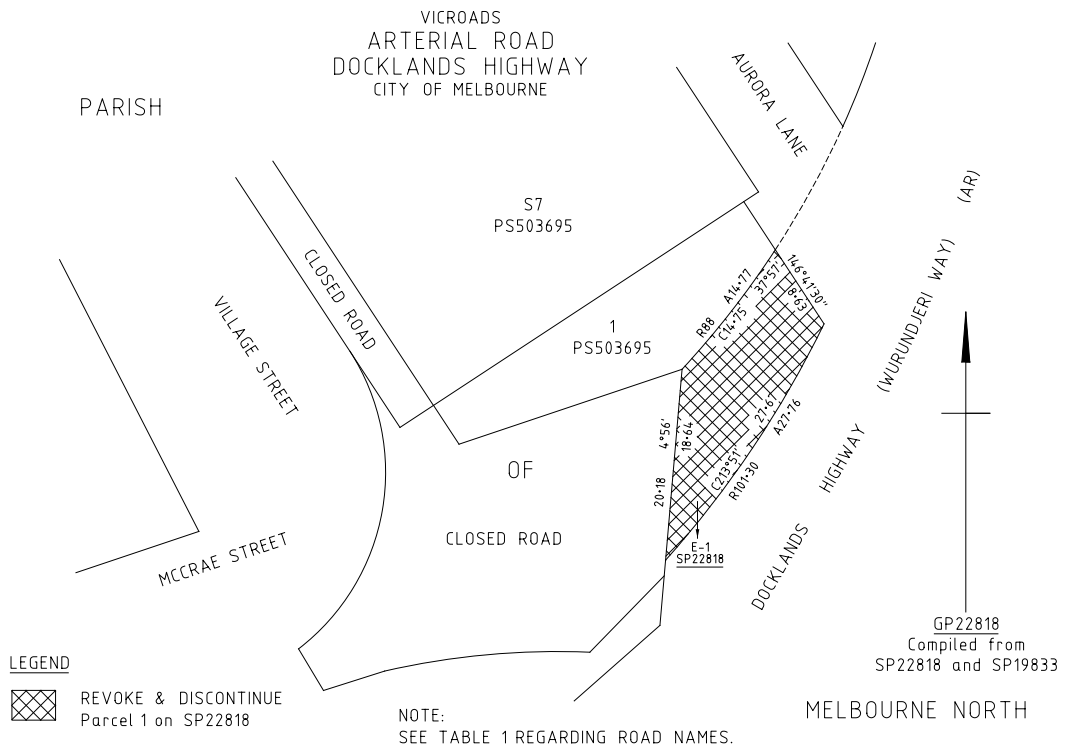 VICROADS
ARTERIAL ROAD
DOCKLANDS HIGHWAY
CITY OF MELBOURNE
PARISH
AURORA LANE
(AR)
S7
PS503695
CLOSED ROAD
(WURUNDJERI WAY)
146°41'30"
8·63
37°57'
A14·77
C14·75
R88
VILLAGE STREET
1
PS503695
4°56'
18·64
27·67
A27·76
HIGHWAY
OF
C213°51'
R101·30
20·18
CLOSED ROAD
MCCRAE STREET
E-1
SP22818
DOCKLANDS
GP22818
Compiled from
SP22818 and SP19833
LEGEND
REVOKE & DISCONTINUE
Parcel 1 on SP22818
MELBOURNE NORTH
NOTE:
SEE TABLE 1 REGARDING ROAD NAMES.